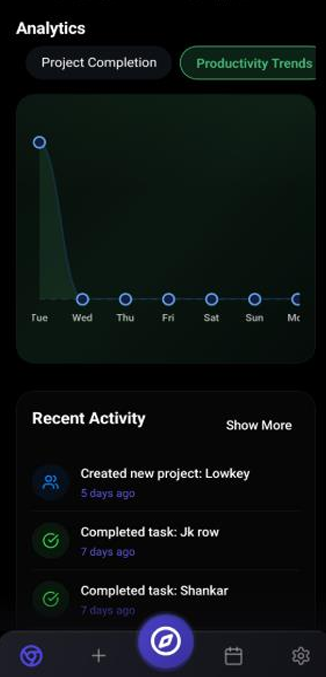 Analytics
Project Completion
Productivity Trends
Tue Wed Thu Fri Sat Sun Mo
Recent Activity
Show More
Created new project: Lowkey
5 days ago
Completed task: Jk row
7 days ago
Completed task: Shankar
7 days ago